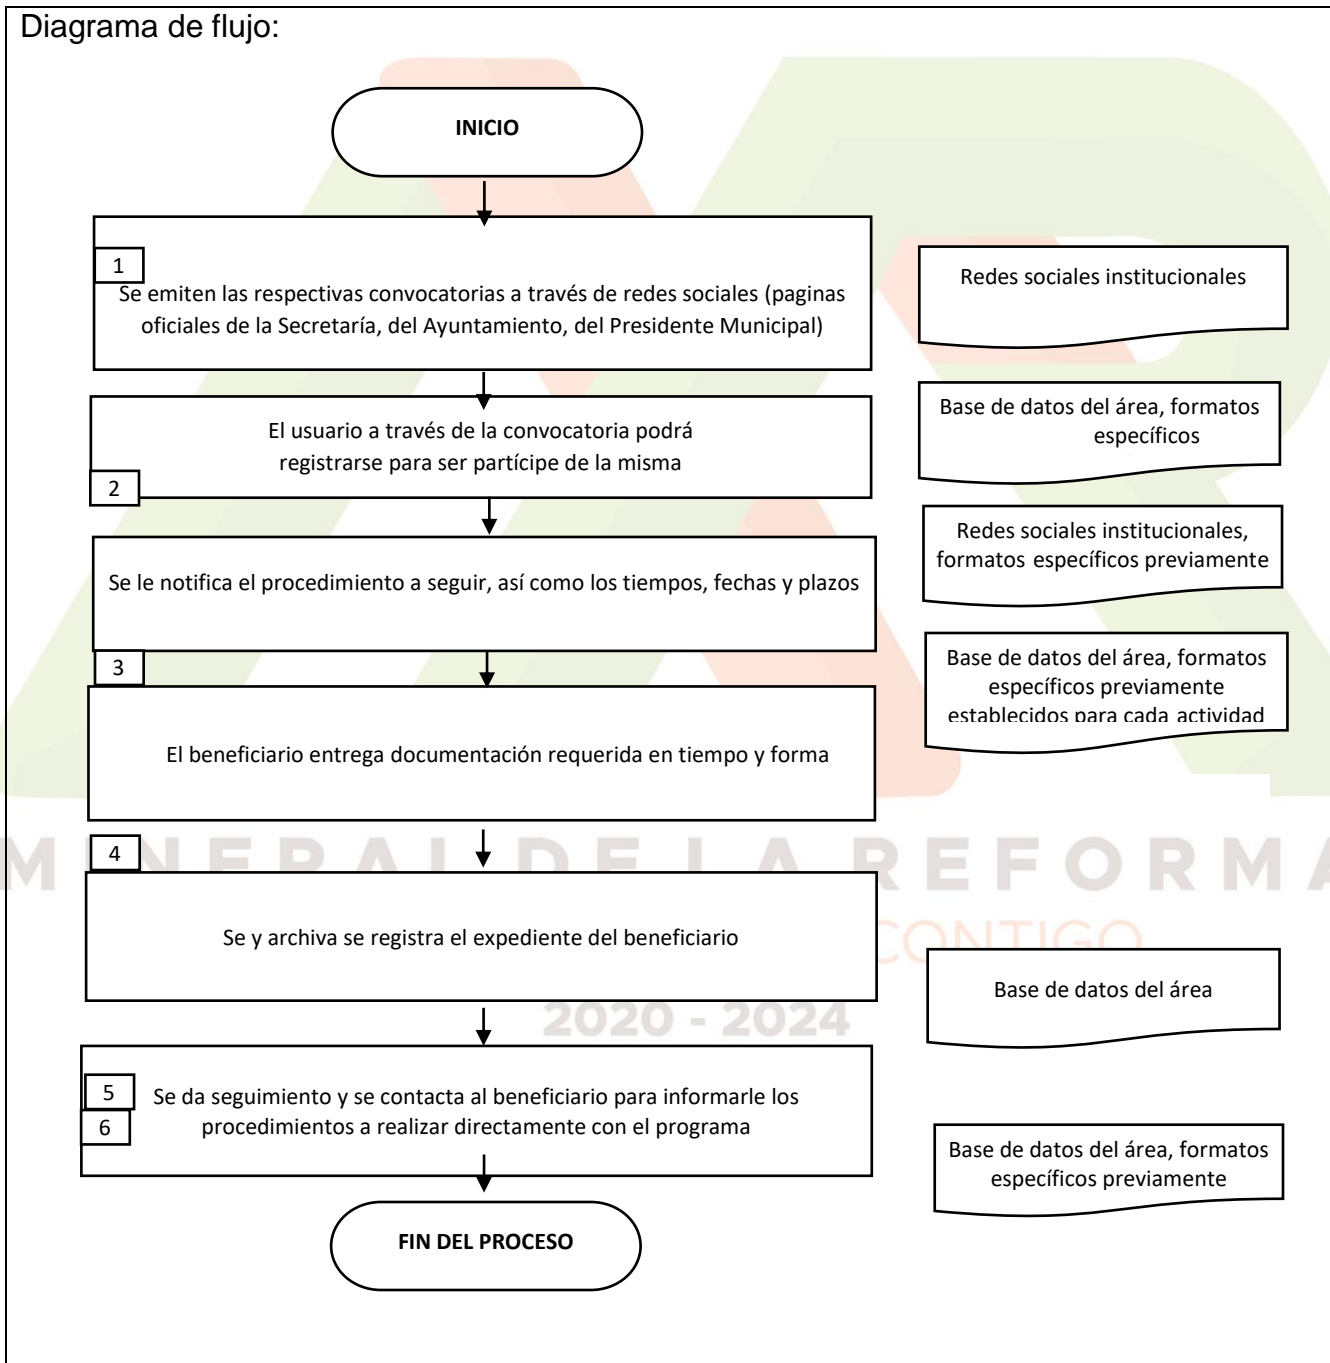 Diagrama de flujo:
INICIO
1
Se emiten las respectivas convocatorias a través de redes sociales (paginas
oficiales de la Secretaría, del Ayuntamiento, del Presidente Municipal)
Redes sociales institucionales
El usuario a través de la convocatoria podrá
registrarse para ser partícipe de la misma
2
Base de datos del área, formatos
específicos
Se le notifica el procedimiento a seguir, así como los tiempos, fechas y plazos
Redes sociales institucionales,
formatos específicos previamente
3
El beneficiario entrega documentación requerida en tiempo y forma
Base de datos del área, formatos
específicos previamente
establecidos para cada actividad
MINERAL DE LA REFORMA
4
Se y archiva se registra el expediente del beneficiario
CONTIGO
Base de datos del área
2020 - 2024
5
6
Se da seguimiento y se contacta al beneficiario para informarle los
procedimientos a realizar directamente con el programa
Base de datos del área, formatos
específicos previamente
FIN DEL PROCESO